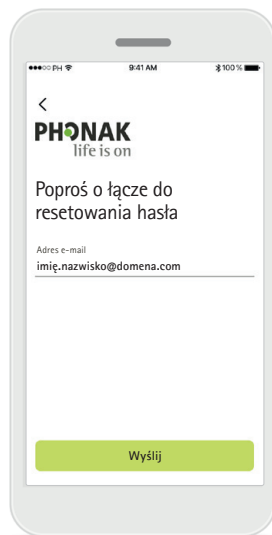 ●●●○○ PH 9:41 AM 100 %
<
PHONAK
life is on
Poproś o łącze do
resetowania hasła
Adres e-mail
imię.nazwisko@domena.com
Wyślij